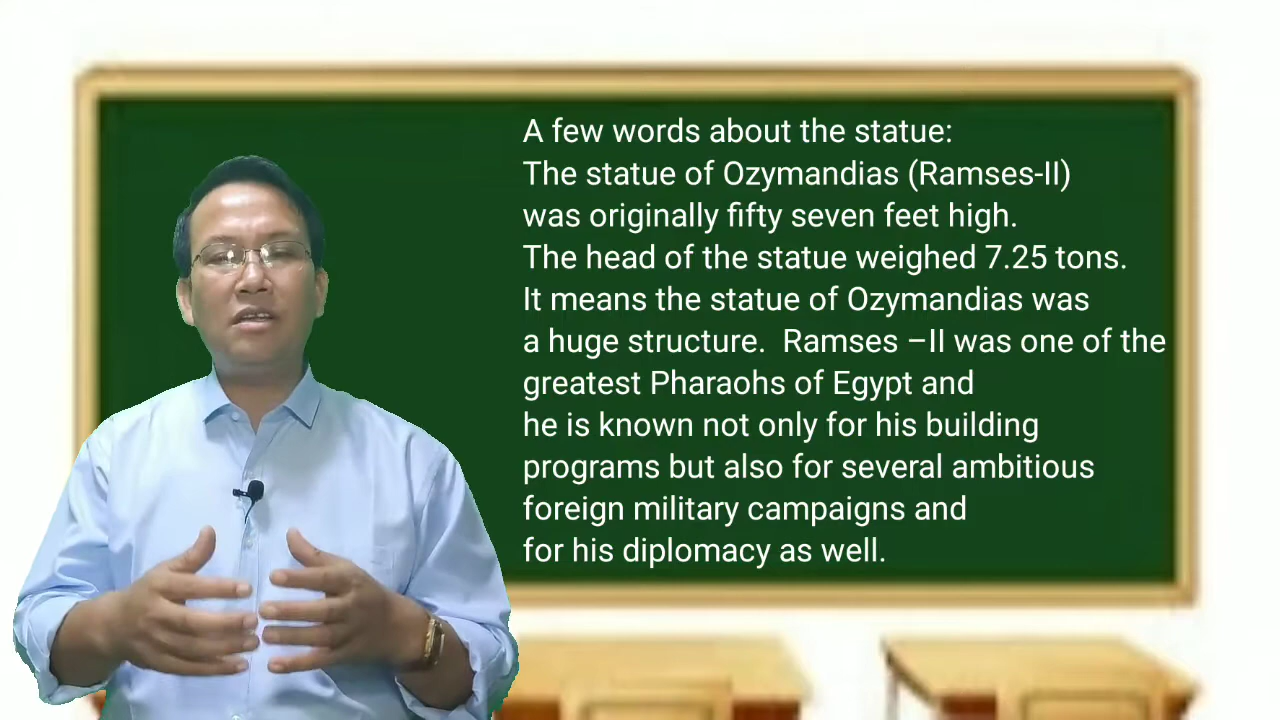 A few words about the statue:
The statue of Ozymandias (Ramses-II)
was originally fifty seven feet high.
The head of the statue weighed 7.25 tons.
It means the statue of Ozymandias was
a huge structure.  Ramses –II was one of the
greatest Pharaohs of Egypt and
he is known not only for his building
programs but also for several ambitious
foreign military campaigns and
for his diplomacy as well.